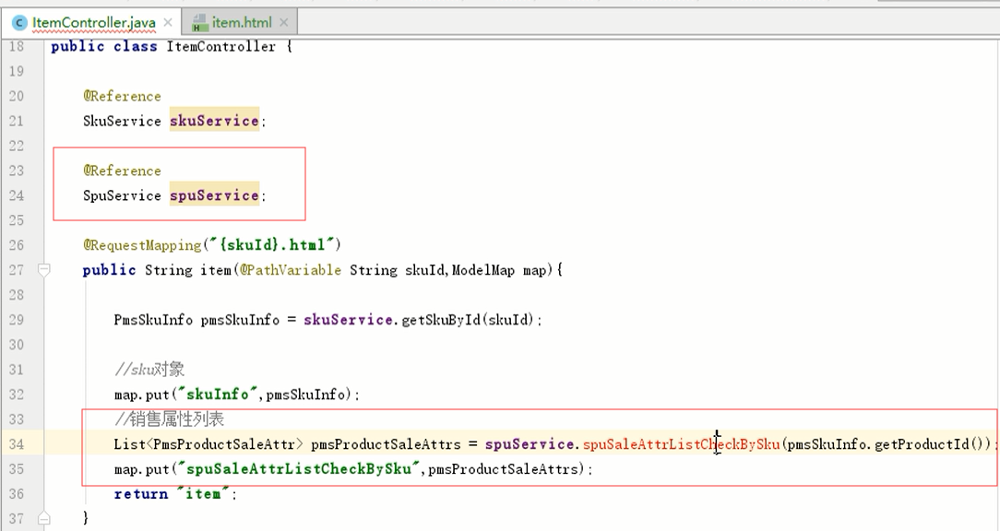 ItemController.java × item.html ×
18 public class ItemController {
19
20 @Reference
21 SkuService skuService;
22
23 @Reference
24 SpuService spuService;
25
26 @RequestMapping("{skuId}.html")
27 public String item(@PathVariable String skuId,ModelMap map){
28
29 PmsSkuInfo pmsSkuInfo = skuService.getSkuById(skuId);
30
31 //sku对象
32 map.put("skuInfo",pmsSkuInfo);
33 //销售属性列表
34 List<PmsProductSaleAttr> pmsProductSaleAttrs = spuService.spuSaleAttrListCheckBySku(pmsSkuInfo.getProductId());
35 map.put("spuSaleAttrListCheckBySku",pmsProductSaleAttrs);
36 return "item";
37 }